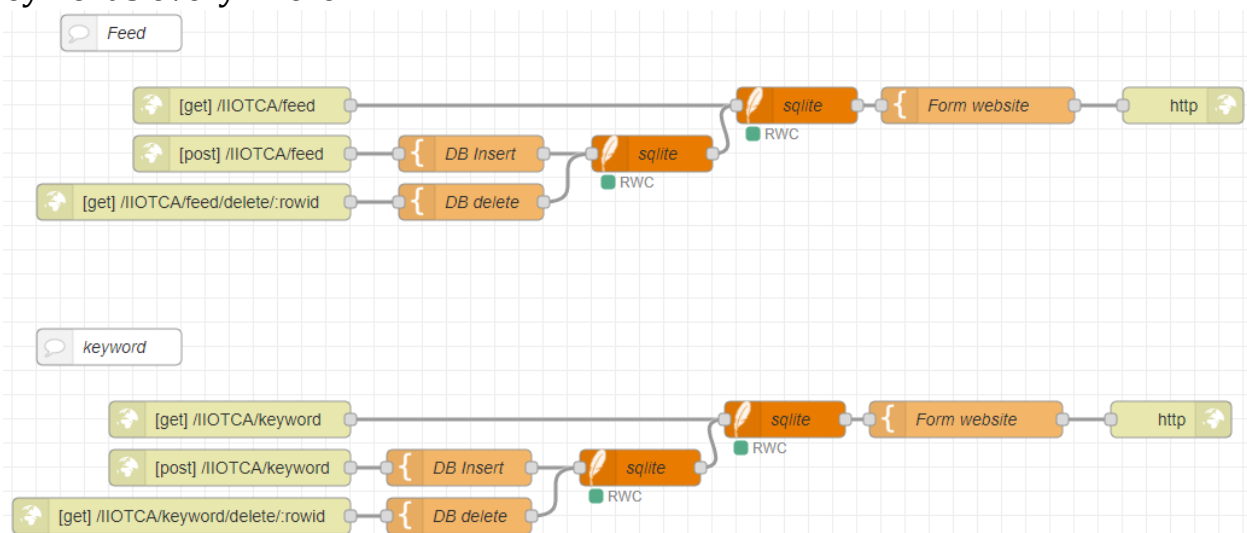 Feed
[get] /IIOTCA/feed
sqlite
Form website
http
RWC
[post] /IIOTCA/feed
DB Insert
sqlite
RWC
[get] /IIOTCA/feed/delete/:rowid
DB delete
keyword
[get] /IIOTCA/keyword
sqlite
Form website
http
RWC
[post] /IIOTCA/keyword
DB Insert
sqlite
RWC
[get] /IIOTCA/keyword/delete/:rowid
DB delete